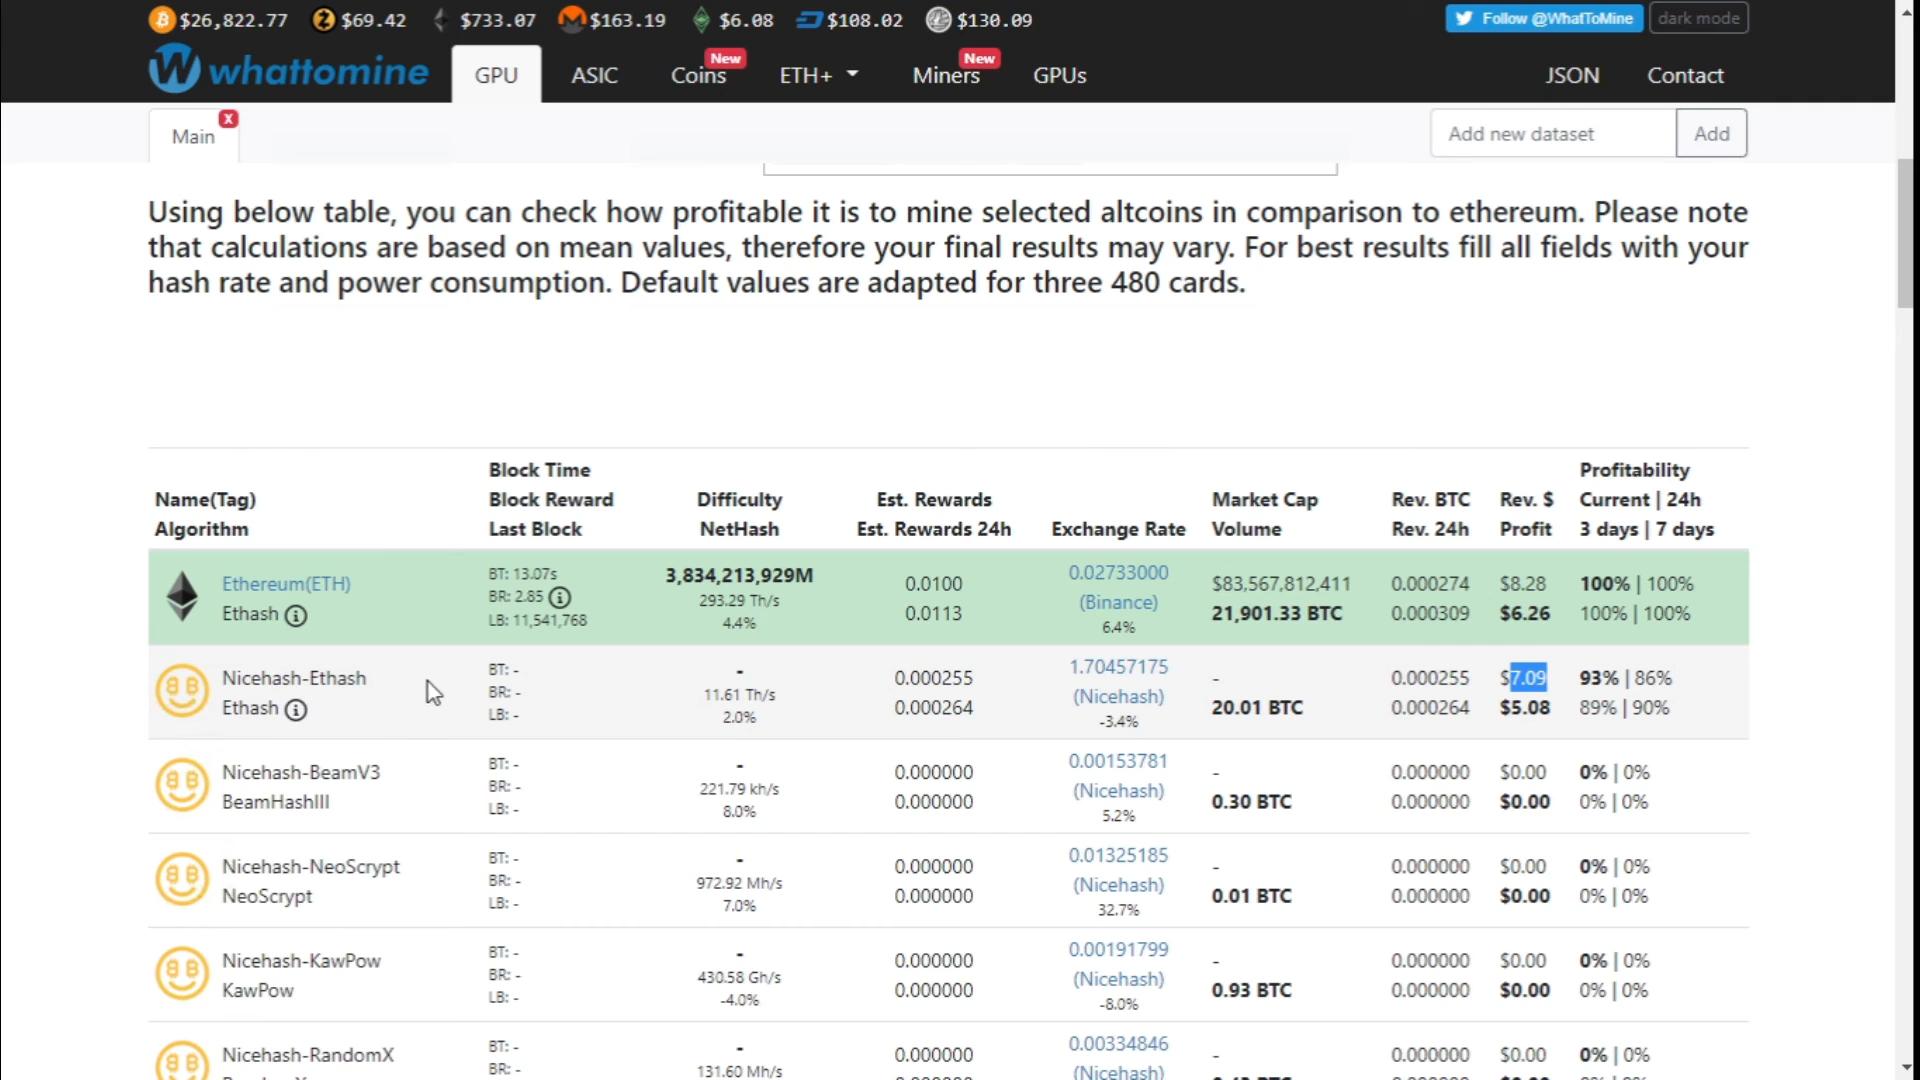 $26,822.77 $69.42 $733.07 $163.19 $6.08 $108.02 $130.09 Follow @WhatToMine dark mode
whattomine GPU ASIC Coins New ETH+ Miners New GPUs JSON Contact
Main x Add new dataset Add
Using below table, you can check how profitable it is to mine selected altcoins in comparison to ethereum. Please note
that calculations are based on mean values, therefore your final results may vary. For best results fill all fields with your
hash rate and power consumption. Default values are adapted for three 480 cards.
Block Time Profitability
Name(Tag) Block Reward Difficulty Est. Rewards Market Cap Rev. BTC Rev. $ Current | 24h
Algorithm Last Block NetHash Est. Rewards 24h Exchange Rate Volume Rev. 24h Profit 3 days | 7 days
BT: 13.07s 3,834,213,929M 0.02733000
Ethereum(ETH) BR: 2.85 293.29 Th/s 0.0100 (Binance) $83,567,812,411 0.000274 $8.28 100% | 100%
Ethash LB: 11,541,768 4.4% 0.0113 6.4% 21,901.33 BTC 0.000309 $6.26 100% | 100%
BT: - - 1.70457175
Nicehash-Ethash BR: - 11.61 Th/s 0.000255 (Nicehash) - 0.000255 $7.09 93% | 86%
Ethash LB: - 2.0% 0.000264 -3.4% 20.01 BTC 0.000264 $5.08 89% | 90%
BT: - - 0.00153781
Nicehash-BeamV3 BR: - 221.79 kh/s 0.000000 (Nicehash) - 0.000000 $0.00 0% | 0%
BeamHashIII LB: - 8.0% 0.000000 5.2% 0.30 BTC 0.000000 $0.00 0% | 0%
BT: - - 0.01325185
Nicehash-NeoScrypt BR: - 972.92 Mh/s 0.000000 (Nicehash) - 0.000000 $0.00 0% | 0%
NeoScrypt LB: - 7.0% 0.000000 32.7% 0.01 BTC 0.000000 $0.00 0% | 0%
BT: - - 0.00191799
Nicehash-KawPow BR: - 430.58 Gh/s 0.000000 (Nicehash) - 0.000000 $0.00 0% | 0%
KawPow LB: - -4.0% 0.000000 -8.0% 0.93 BTC 0.000000 $0.00 0% | 0%
BT: - - 0.00334846
Nicehash-RandomX BR: - 131.60 Mh/s 0.000000 (Nicehash) - 0.000000 $0.00 0% | 0%